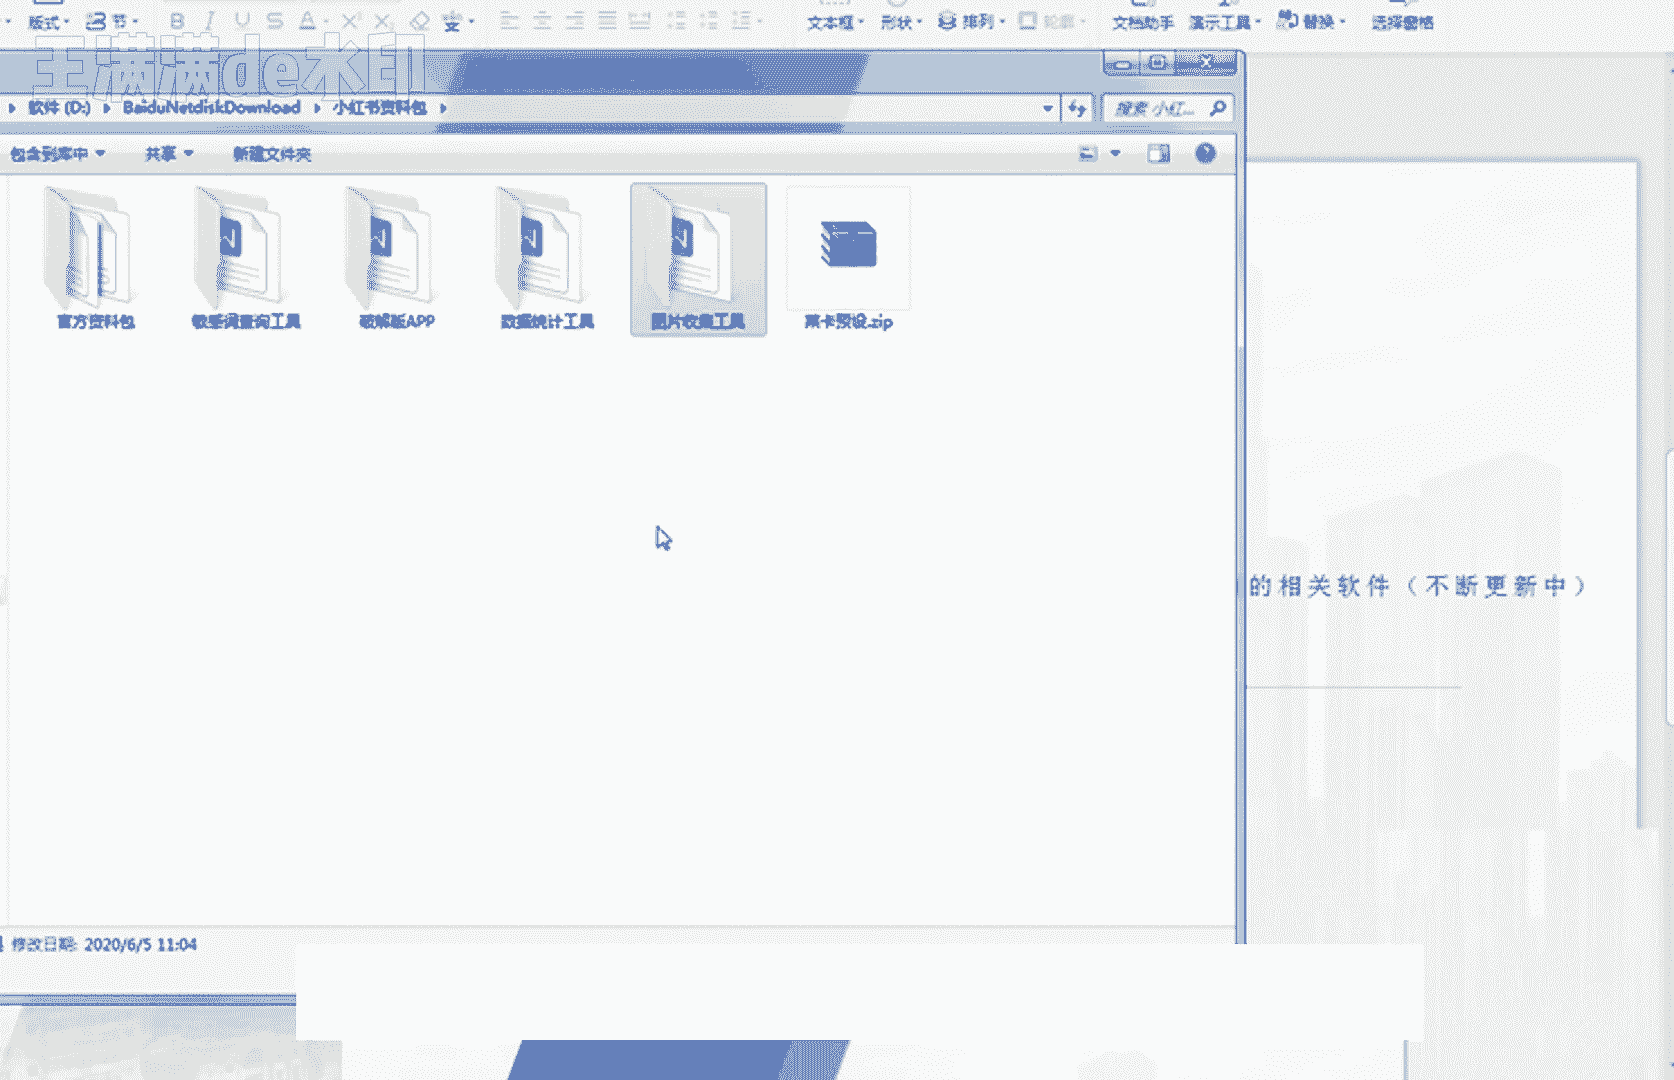 版式 节 B I U S A X² X₂ 变 文本框 形状 排列 轮廓 文档助手 演示工具 替换 选择窗格
王满满de水印
软件 (D:) BaiduNetdiskDownload 小红书资料包 搜索 小红...
包含到库中 共享 新建文件夹
官方资料包 敏感词查询工具 破解版APP 数据统计工具 图片收集工具 莱卡预设.zip
的相关软件（不断更新中）
修改日期: 2020/6/5 11:04